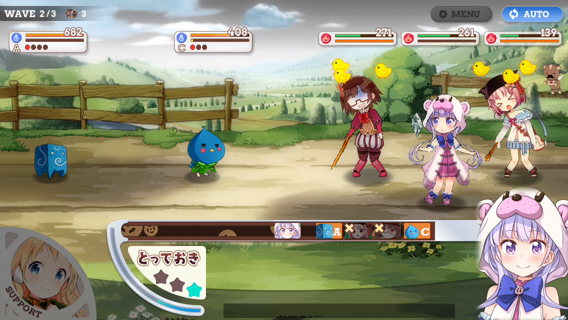 WAVE 2/3 3
MENU
AUTO
682
A
408
C
271
261
139
A
C
とっておき
SUPPORT